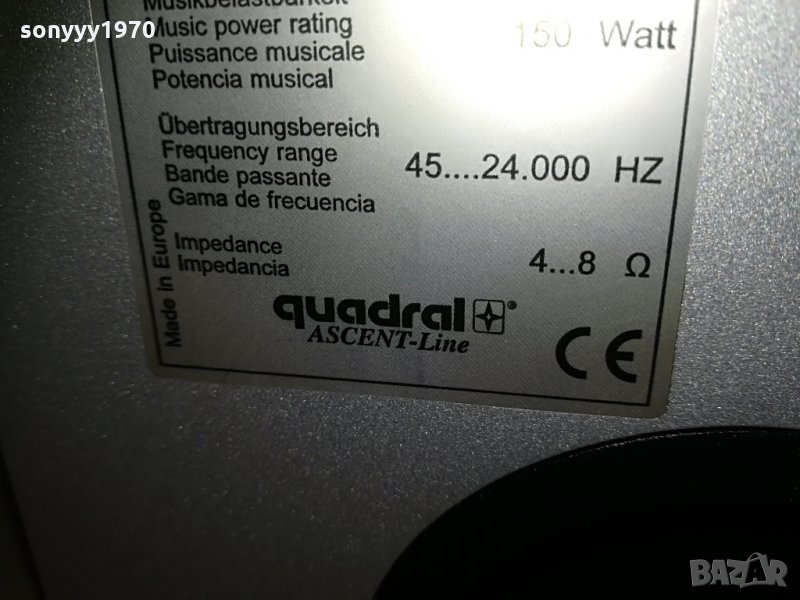 sonyyy1970
Musikbelastbarkeit
Music power rating
Puissance musicale
Potencia musical
150 Watt
Übertragungsbereich
Frequency range
Bande passante
Gama de frecuencia
45....24.000 HZ
Impedance
Impedancia
4...8 Ω
Made in Europe
quadral®
ASCENT-Line
CE
BAZAR